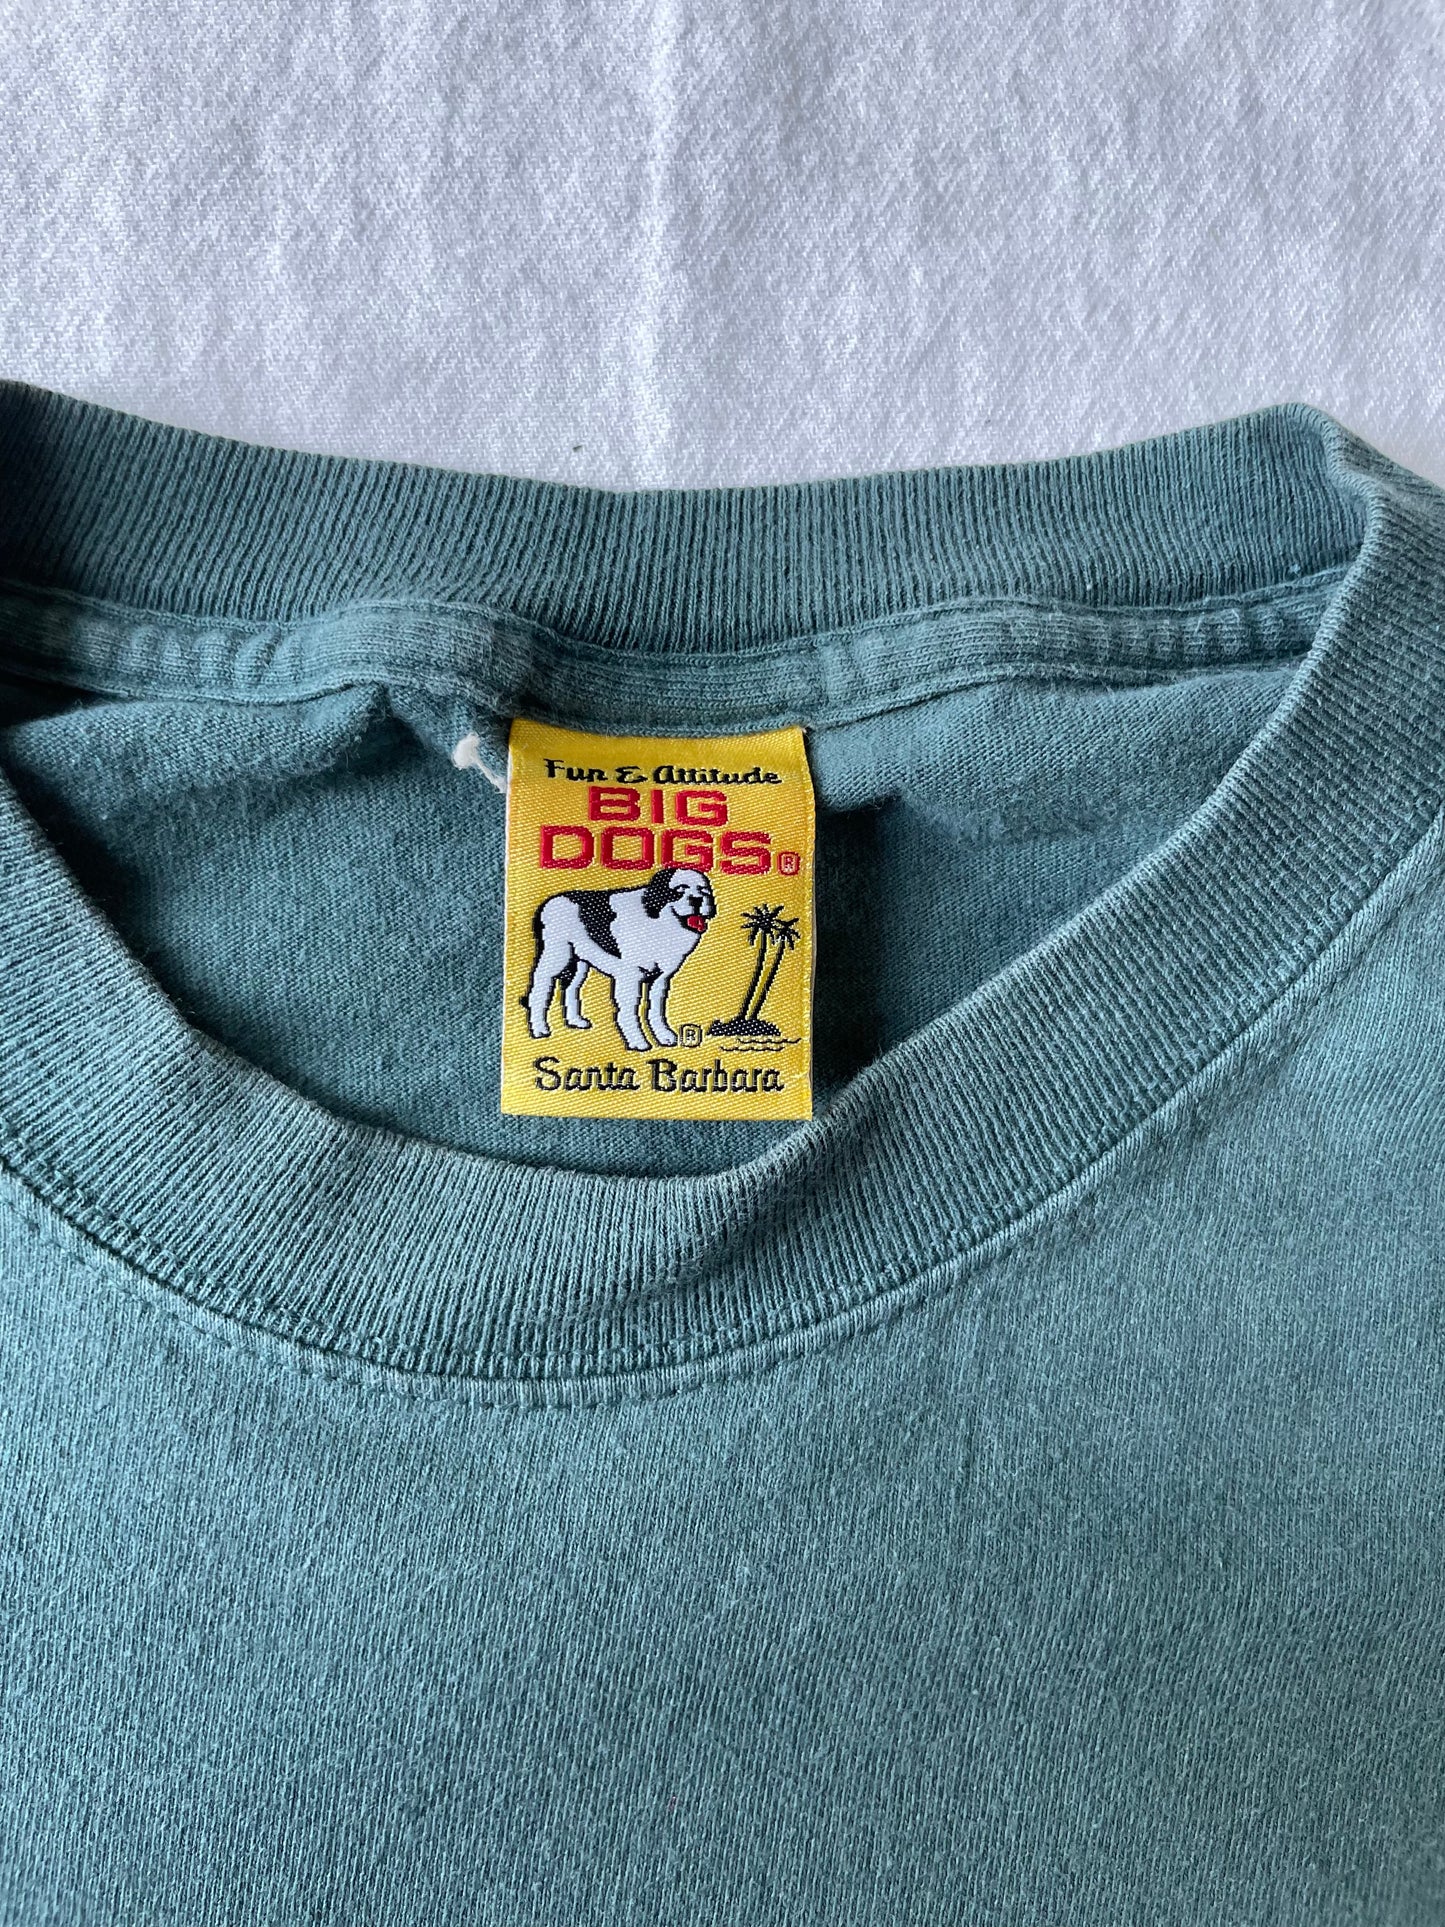 Fun & Attitude
BIG
DOGS®
®
Santa Barbara